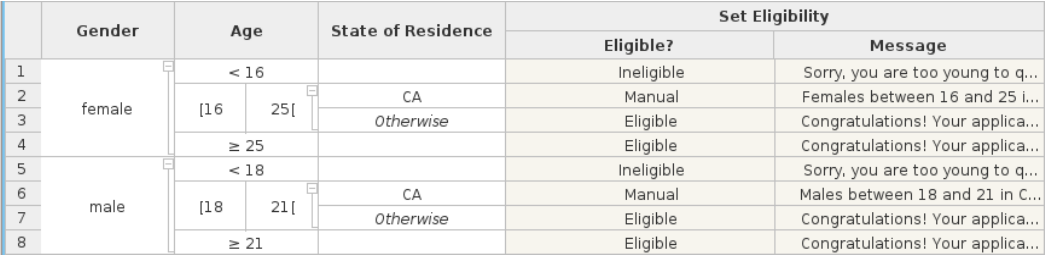 Gender Age State of Residence Set Eligibility
Eligible? Message
1 female < 16 Ineligible Sorry, you are too young to q...
2 [16 25[ CA Manual Females between 16 and 25 i...
3 Otherwise Eligible Congratulations! Your applica...
4 ≥ 25 Eligible Congratulations! Your applica...
5 male < 18 Ineligible Sorry, you are too young to q...
6 [18 21[ CA Manual Males between 18 and 21 in C...
7 Otherwise Eligible Congratulations! Your applica...
8 ≥ 21 Eligible Congratulations! Your applica...